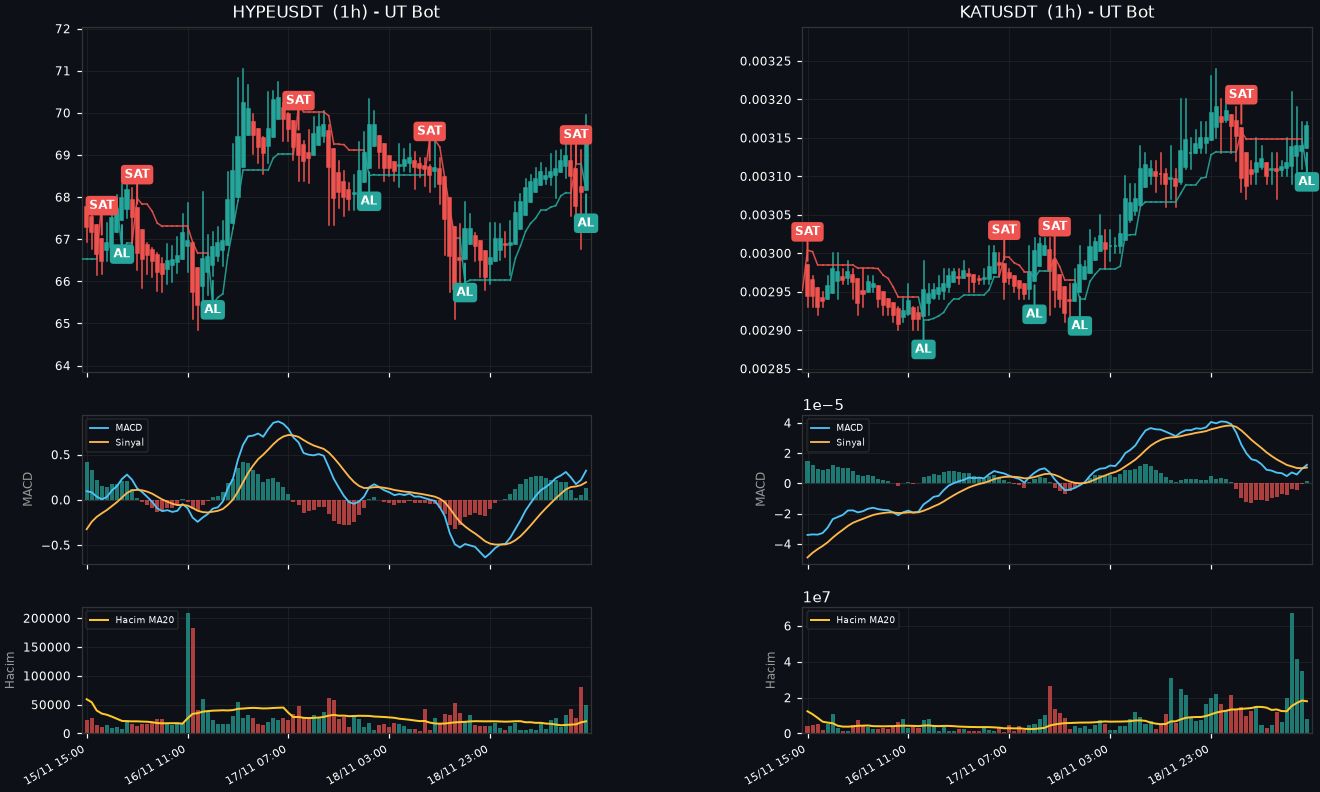 HYPEUSDT (1h) - UT Bot
72
71
70
69
68
67
66
65
64
SAT
SAT
AL
AL
SAT
AL
SAT
AL
SAT
AL
MACD
Sinyal
MACD
0.5
0.0
−0.5
Hacim MA20
Hacim
200000
150000
100000
50000
0
15/11 15:00
16/11 11:00
17/11 07:00
18/11 03:00
18/11 23:00
KATUSDT (1h) - UT Bot
0.00325
0.00320
0.00315
0.00310
0.00305
0.00300
0.00295
0.00290
0.00285
SAT
AL
SAT
AL
SAT
AL
SAT
AL
1e−5
MACD
Sinyal
MACD
4
2
0
−2
−4
1e7
Hacim MA20
Hacim
6
4
2
0
15/11 15:00
16/11 11:00
17/11 07:00
18/11 03:00
18/11 23:00